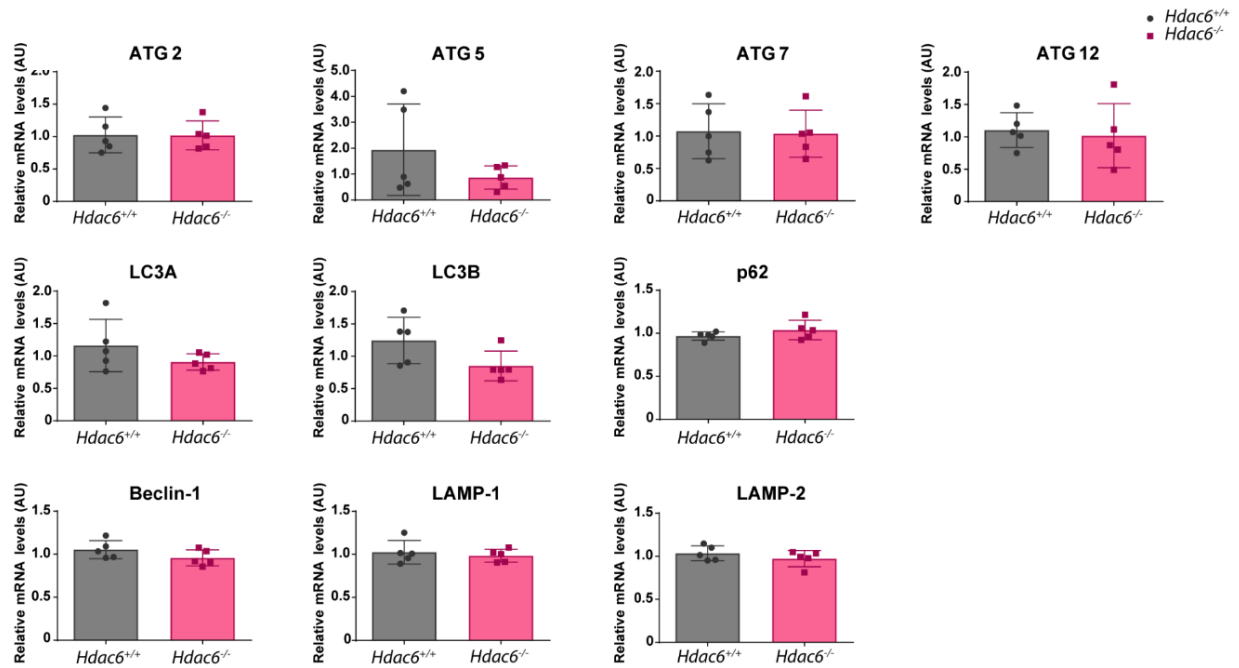 Hdac6+/+
Hdac6-/-
ATG 2
Relative mRNA levels (AU)
2.0
1.5
1.0
0.5
0
Hdac6+/+ Hdac6-/-
ATG 5
Relative mRNA levels (AU)
5.0
4.0
3.0
2.0
1.0
0
Hdac6+/+ Hdac6-/-
ATG 7
Relative mRNA levels (AU)
2.0
1.5
1.0
0.5
0
Hdac6+/+ Hdac6-/-
ATG 12
Relative mRNA levels (AU)
2.0
1.5
1.0
0.5
0
Hdac6+/+ Hdac6-/-
LC3A
Relative mRNA levels (AU)
2.0
1.5
1.0
0.5
0
Hdac6+/+ Hdac6-/-
LC3B
Relative mRNA levels (AU)
2.0
1.5
1.0
0.5
0
Hdac6+/+ Hdac6-/-
p62
Relative mRNA levels (AU)
1.5
1.0
0.5
0
Hdac6+/+ Hdac6-/-
Beclin-1
Relative mRNA levels (AU)
1.5
1.0
0.5
0
Hdac6+/+ Hdac6-/-
LAMP-1
Relative mRNA levels (AU)
1.5
1.0
0.5
0
Hdac6+/+ Hdac6-/-
LAMP-2
Relative mRNA levels (AU)
1.5
1.0
0.5
0
Hdac6+/+ Hdac6-/-